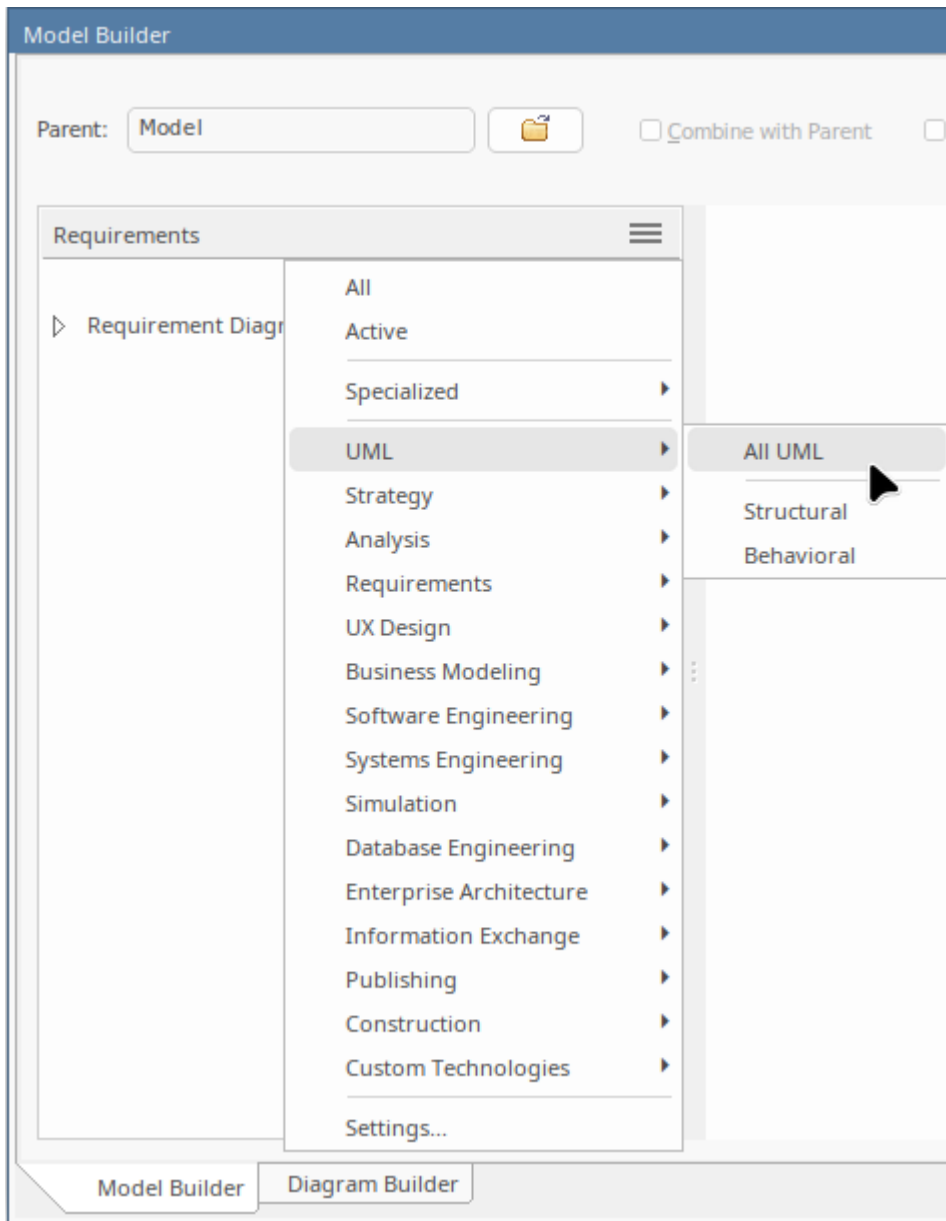 Model Builder
Parent: Model Combine with Parent
Requirements
All
Requirement Diagr
Active
Specialized
UML
All UML
Strategy
Structural
Analysis
Behavioral
Requirements
UX Design
Business Modeling
Software Engineering
Systems Engineering
Simulation
Database Engineering
Enterprise Architecture
Information Exchange
Publishing
Construction
Custom Technologies
Settings...
Model Builder Diagram Builder